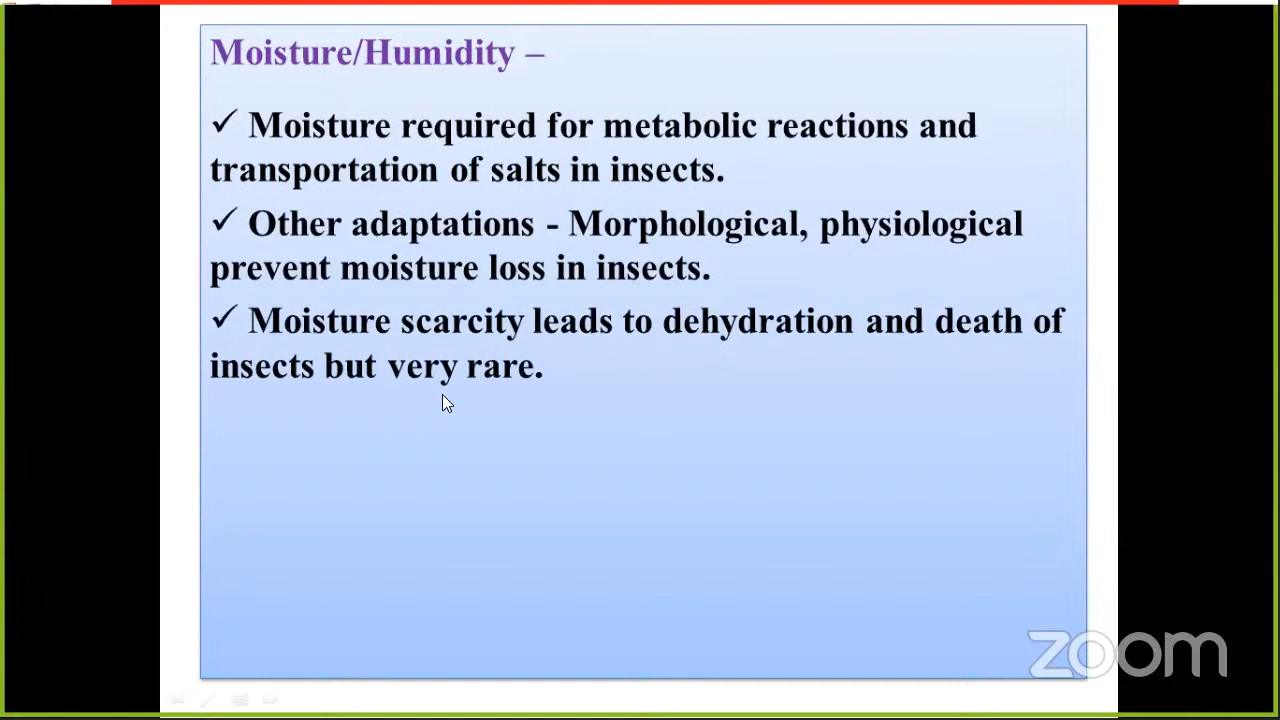 Moisture/Humidity –
✓ Moisture required for metabolic reactions and
transportation of salts in insects.
✓ Other adaptations - Morphological, physiological
prevent moisture loss in insects.
✓ Moisture scarcity leads to dehydration and death of
insects but very rare.
zoom